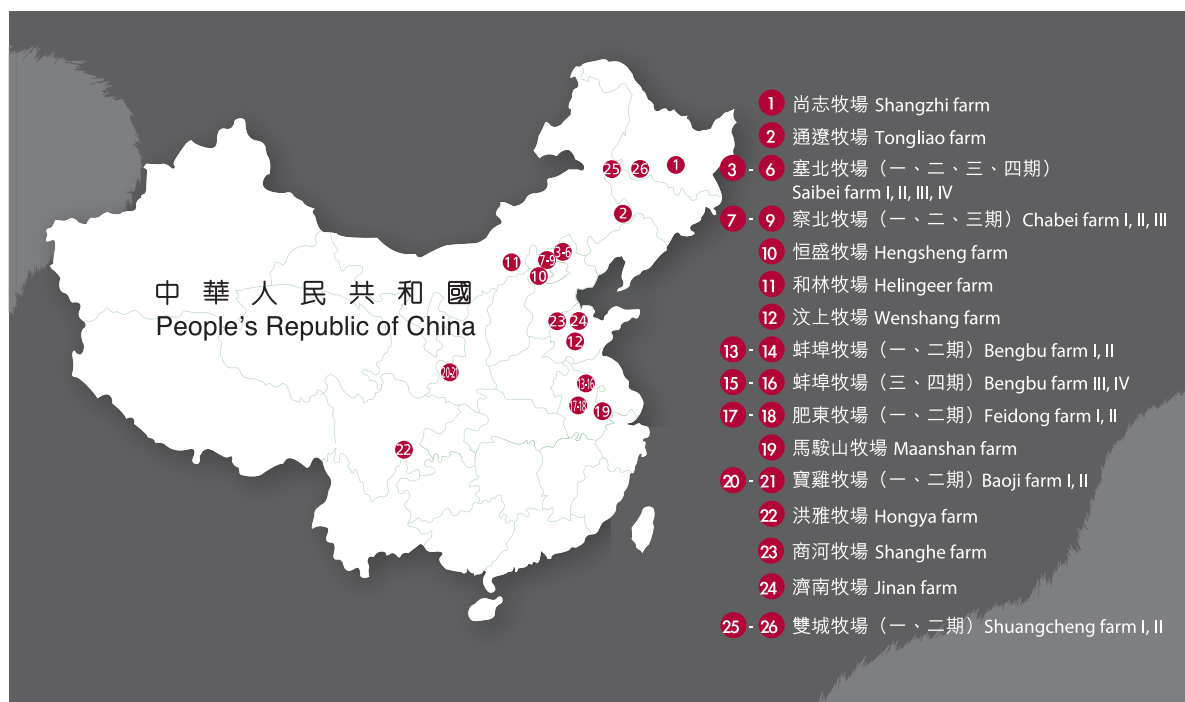 中華人民共和國
People's Republic of China
25
26
1
2
11
7-9
3-6
10
23
24
12
20-21
13-16
17-18
19
22
1 尚志牧場 Shangzhi farm
2 通遼牧場 Tongliao farm
3 - 6 塞北牧場（一、二、三、四期）
Saibei farm I, II, III, IV
7 - 9 察北牧場（一、二、三期）Chabei farm I, II, III
10 恒盛牧場 Hengsheng farm
11 和林牧場 Helingeer farm
12 汶上牧場 Wenshang farm
13 - 14 蚌埠牧場（一、二期）Bengbu farm I, II
15 - 16 蚌埠牧場（三、四期）Bengbu farm III, IV
17 - 18 肥東牧場（一、二期）Feidong farm I, II
19 馬鞍山牧場 Maanshan farm
20 - 21 寶雞牧場（一、二期）Baoji farm I, II
22 洪雅牧場 Hongya farm
23 商河牧場 Shanghe farm
24 濟南牧場 Jinan farm
25 - 26 雙城牧場（一、二期）Shuangcheng farm I, II